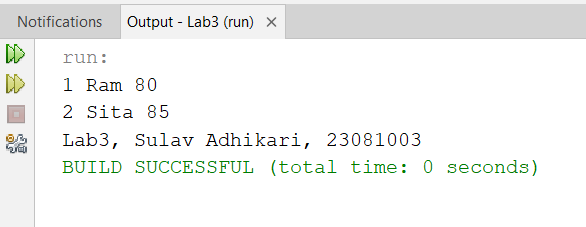 Notifications
Output - Lab3 (run) ×
run:
1 Ram 80
2 Sita 85
Lab3, Sulav Adhikari, 23081003
BUILD SUCCESSFUL (total time: 0 seconds)